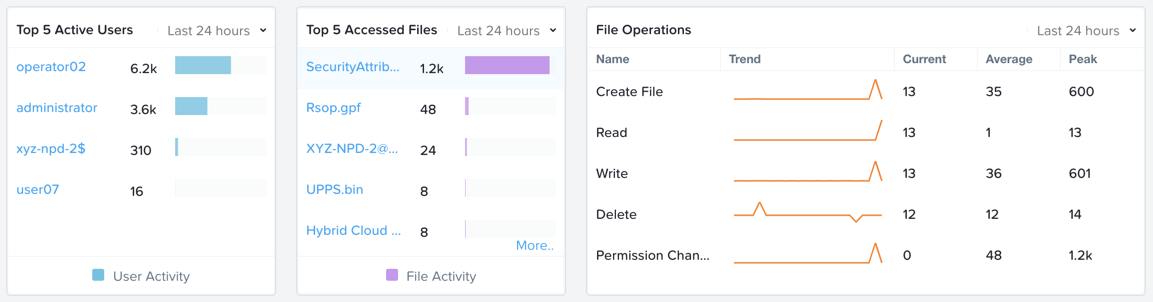 Top 5 Active Users Last 24 hours
operator02 6.2k
administrator 3.6k
xyz-npd-2$ 310
user07 16
User Activity
Top 5 Accessed Files Last 24 hours
SecurityAttrib... 1.2k
Rsop.gpf 48
XYZ-NPD-2@... 24
UPPS.bin 8
Hybrid Cloud ... 8
More..
File Activity
File Operations Last 24 hours
Name Trend Current Average Peak
Create File 13 35 600
Read 13 1 13
Write 13 36 601
Delete 12 12 14
Permission Chan... 0 48 1.2k